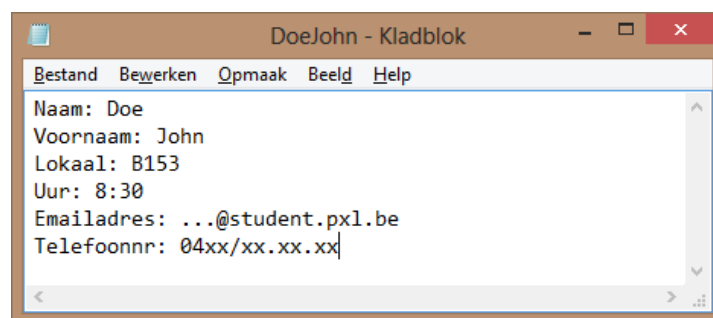 DoeJohn - Kladblok
Bestand Bewerken Opmaak Beeld Help
Naam: Doe
Voornaam: John
Lokaal: B153
Uur: 8:30
Emailadres: ...@student.pxl.be
Telefoonnr: 04xx/xx.xx.xx